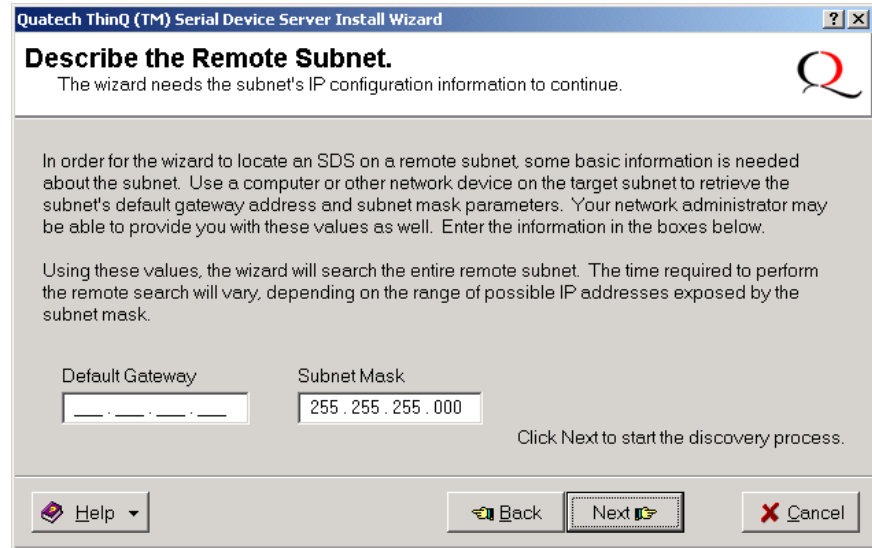 Quatech ThinQ (TM) Serial Device Server Install Wizard
Describe the Remote Subnet.
The wizard needs the subnet's IP configuration information to continue.
In order for the wizard to locate an SDS on a remote subnet, some basic information is needed
about the subnet. Use a computer or other network device on the target subnet to retrieve the
subnet's default gateway address and subnet mask parameters. Your network administrator may
be able to provide you with these values as well. Enter the information in the boxes below.
Using these values, the wizard will search the entire remote subnet. The time required to perform
the remote search will vary, depending on the range of possible IP addresses exposed by the
subnet mask.
Default Gateway Subnet Mask
___ . ___ . ___ . ___ 255 . 255 . 255 . 000
Click Next to start the discovery process.
Help Back Next Cancel